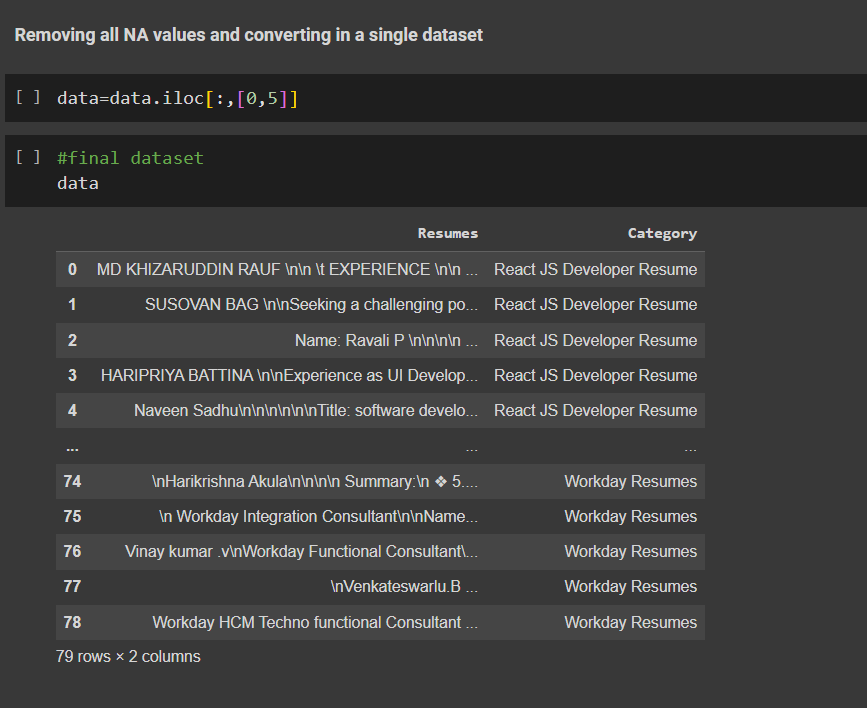 Removing all NA values and converting in a single dataset
[ ] data=data.iloc[:,[0,5]]
[ ] #final dataset
data
Resumes Category
0 MD KHIZARUDDIN RAUF \n\n \t EXPERIENCE \n\n ... React JS Developer Resume
1 SUSOVAN BAG \n\nSeeking a challenging po... React JS Developer Resume
2 Name: Ravali P \n\n\n\n ... React JS Developer Resume
3 HARIPRIYA BATTINA \n\nExperience as UI Develop... React JS Developer Resume
4 Naveen Sadhu\n\n\n\n\n\nTitle: software develo... React JS Developer Resume
... ... ...
74 \nHarikrishna Akula\n\n\n\n Summary:\n ❖ 5.... Workday Resumes
75 \n Workday Integration Consultant\n\nName... Workday Resumes
76 Vinay kumar .v\nWorkday Functional Consultant\... Workday Resumes
77 \nVenkateswarlu.B ... Workday Resumes
78 Workday HCM Techno functional Consultant ... Workday Resumes
79 rows × 2 columns